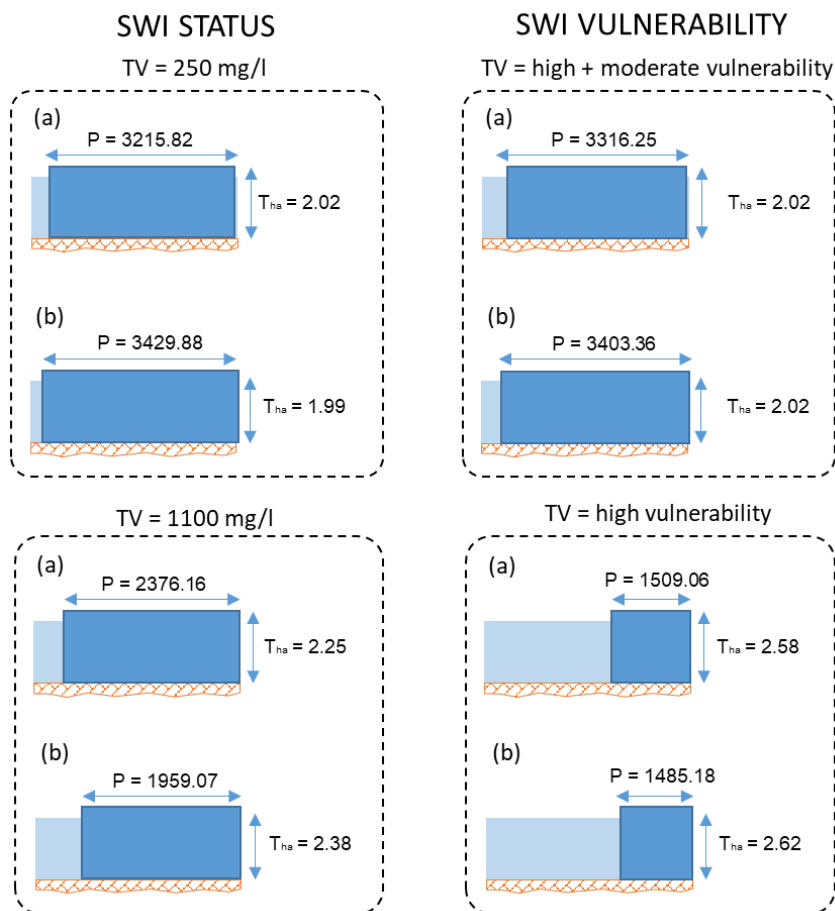 SWI STATUS
TV = 250 mg/l
(a)
P = 3215.82
Tha = 2.02
(b)
P = 3429.88
Tha = 1.99
TV = 1100 mg/l
(a)
P = 2376.16
Tha = 2.25
(b)
P = 1959.07
Tha = 2.38
SWI VULNERABILITY
TV = high + moderate vulnerability
(a)
P = 3316.25
Tha = 2.02
(b)
P = 3403.36
Tha = 2.02
TV = high vulnerability
(a)
P = 1509.06
Tha = 2.58
(b)
P = 1485.18
Tha = 2.62